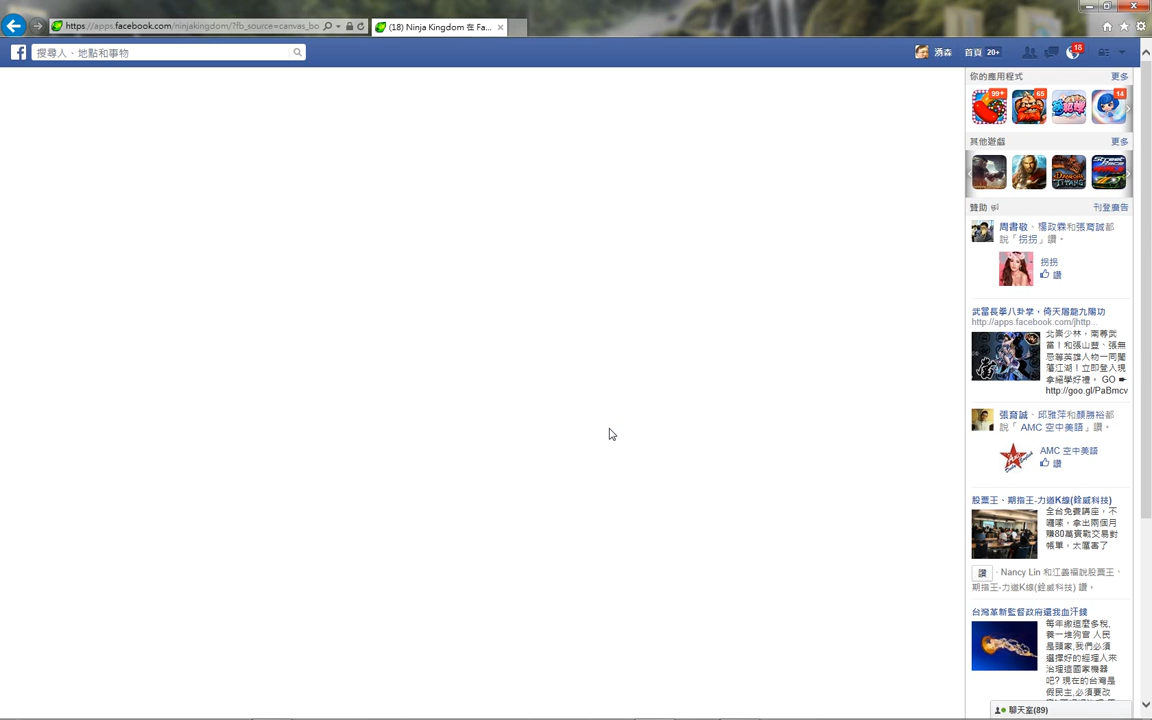 https://apps.facebook.com/ninjakingdom/?fb_source=canvas_bo
(18) Ninja Kingdom 在 Fa...
搜尋人、地點和事物
首頁 20+
18
你的應用程式
更多
99+
65
14
其他遊戲
更多
贊助
刊登廣告
周書敬、楊政霖和張育誠都
說「拐拐」讚。
拐拐
讚
武當長拳八卦掌，倚天屠龍九陽功
http://apps.facebook.com/jhttp...
北崇少林，南尊武
當！和張山豐、張無
忌等英雄人物一同闖
蕩江湖！立即登入現
拿絕學好禮。 GO
http://goo.gl/PaBmcv
張育誠、邱雅萍和顏勝裕都
說「 AMC 空中美語」讚。
AMC 空中美語
讚
股票王、期指王-力道K線(銓威科技)
全台免費講座，不
囉嗦，拿出兩個月
賺80萬實戰交易對
帳單，太厲害了
讚 · Nancy Lin 和江義福說股票王、
期指王-力道K線(銓威科技) 讚。
台灣革新監督政府還我血汗錢
每年繳這麼多稅,
養一堆狗官 人民
是頭家,我們必須
選擇好的經理人來
治理這國家機器
吧? 現在的台灣是
假民主,必須要改
聊天室(89)